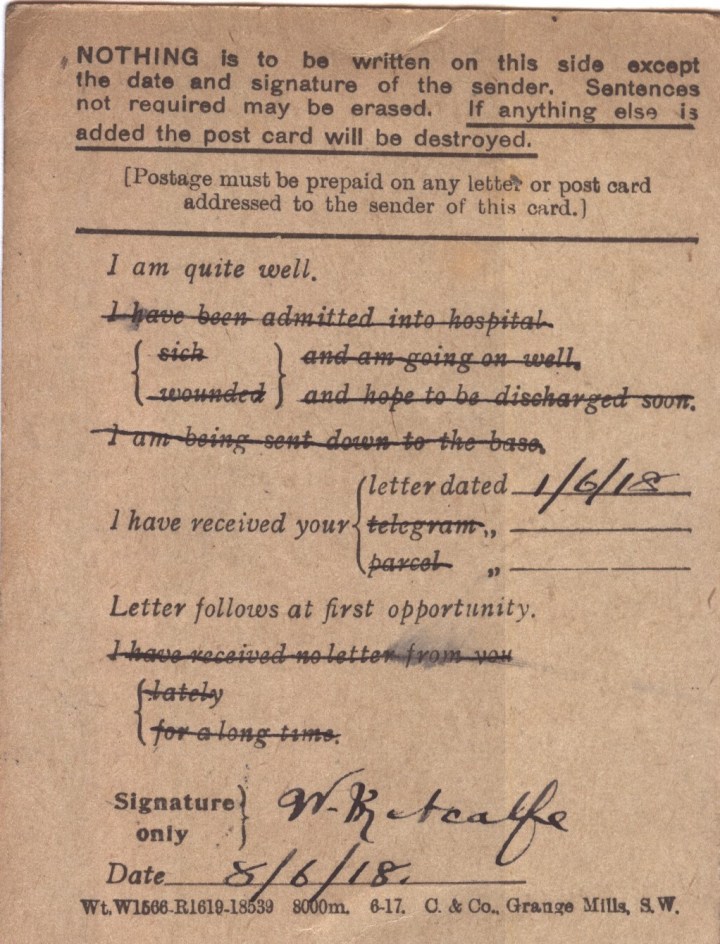 NOTHING is to be written on this side except
the date and signature of the sender. Sentences
not required may be erased. If anything else is
added the post card will be destroyed.
[Postage must be prepaid on any letter or post card
addressed to the sender of this card.]
I am quite well.
I have been admitted into hospital.
sick and am going on well.
wounded and hope to be discharged soon.
I am being sent down to the base.
letter dated 1/6/18
I have received your telegram „
parcel „
Letter follows at first opportunity.
I have received no letter from you
lately
for a long time.
Signature
only
W. Metcalfe
Date 8/6/18.
Wt. W1566-R1619-18539 8000m. 6-17. C. & Co., Grange Mills, S.W.